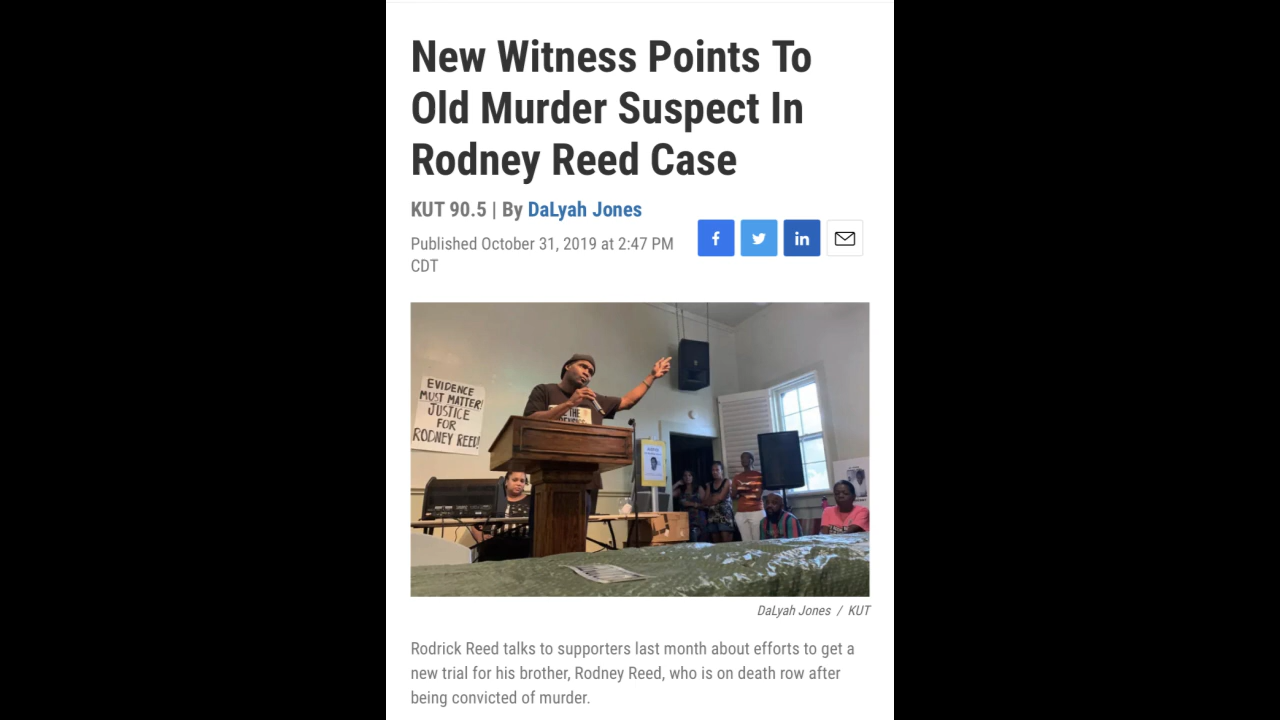 New Witness Points To
Old Murder Suspect In
Rodney Reed Case
KUT 90.5 | By DaLyah Jones
Published October 31, 2019 at 2:47 PM
CDT
EVIDENCE
MUST MATTER!
JUSTICE
FOR
RODNEY REED!
DaLyah Jones / KUT
Rodrick Reed talks to supporters last month about efforts to get a
new trial for his brother, Rodney Reed, who is on death row after
being convicted of murder.